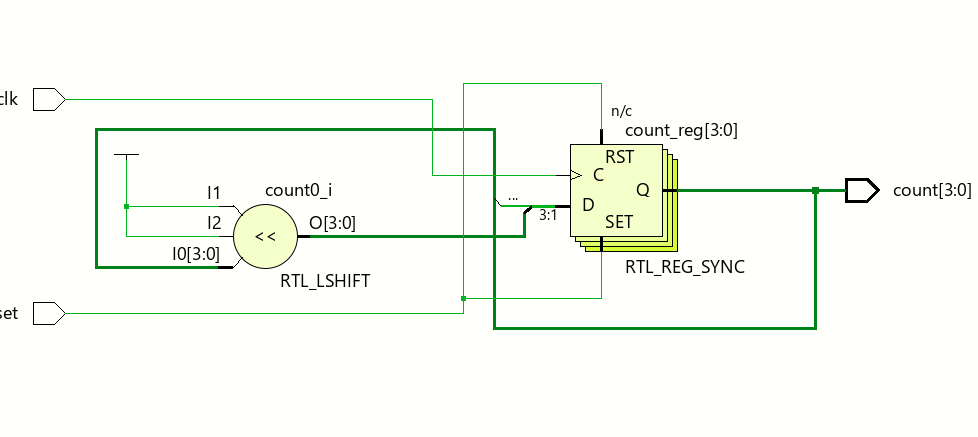 clk
n/c
count_reg[3:0]
RST
C
Q
D
SET
...
3:1
RTL_REG_SYNC
count[3:0]
I1
count0_i
I2
<<
O[3:0]
I0[3:0]
RTL_LSHIFT
set